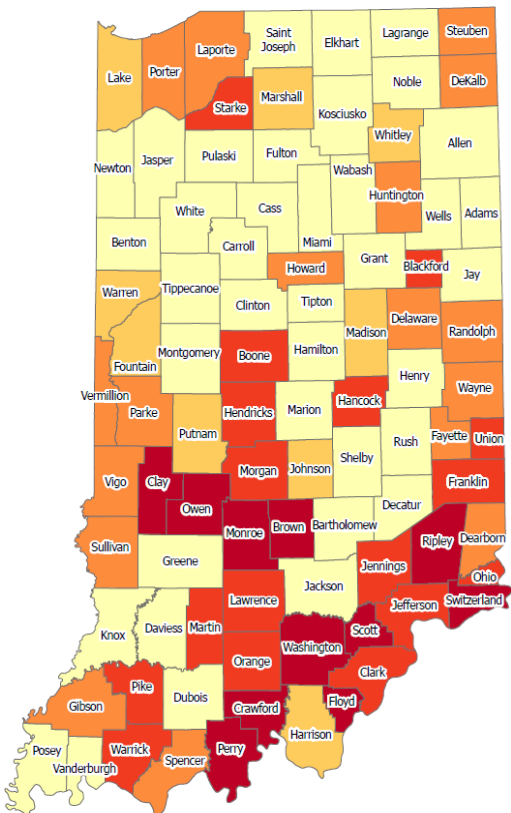 Saint
Joseph
Elkhart
Lagrange
Steuben
Lake
Porter
Laporte
Noble
DeKalb
Starke
Marshall
Kosciusko
Whitley
Allen
Newton
Jasper
Pulaski
Fulton
Wabash
Huntington
White
Cass
Wells
Adams
Benton
Carroll
Miami
Grant
Blackford
Jay
Howard
Warren
Tippecanoe
Clinton
Tipton
Madison
Delaware
Randolph
Fountain
Montgomery
Boone
Hamilton
Henry
Wayne
Vermillion
Parke
Hendricks
Marion
Hancock
Putnam
Rush
Fayette
Union
Vigo
Clay
Morgan
Johnson
Shelby
Franklin
Owen
Decatur
Monroe
Brown
Bartholomew
Ripley
Dearborn
Sullivan
Greene
Jennings
Ohio
Jackson
Lawrence
Jefferson
Switzerland
Knox
Daviess
Martin
Scott
Washington
Orange
Clark
Pike
Dubois
Floyd
Gibson
Crawford
Harrison
Posey
Vanderburgh
Warrick
Spencer
Perry